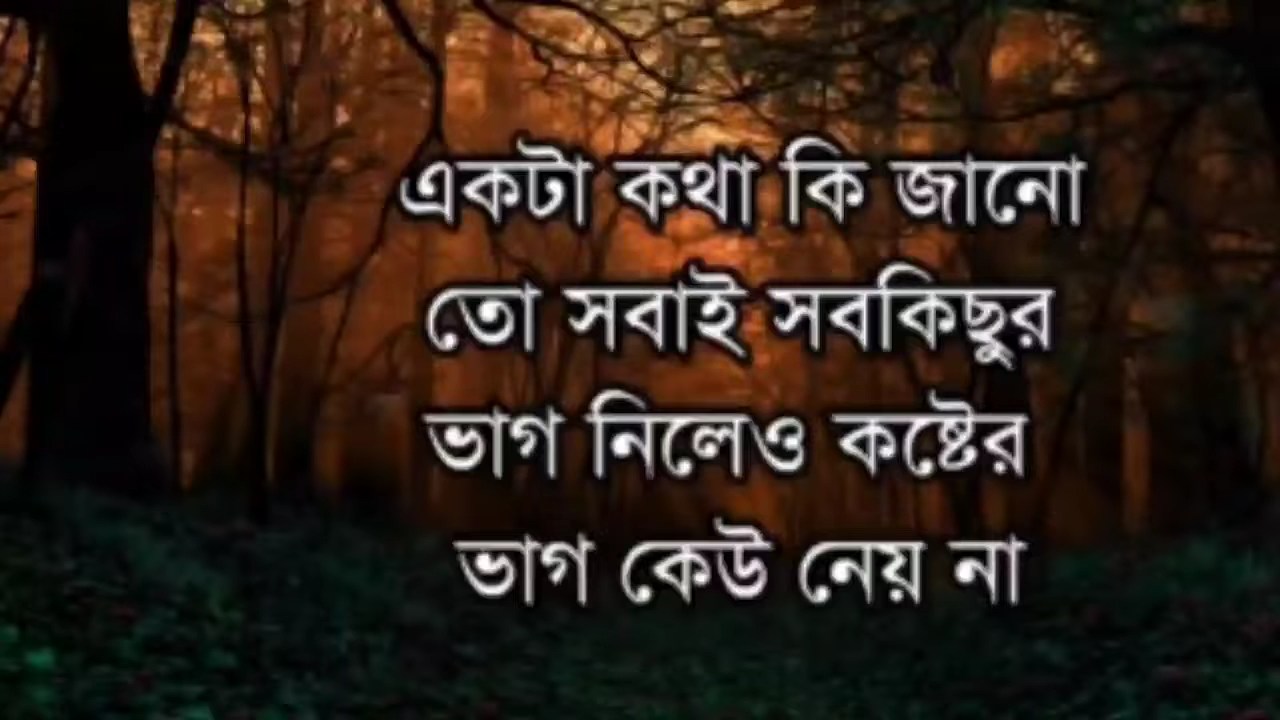 একটা কথা কি জানো
তো সবাই সবকিছুর
ভাগ নিলেও কষ্টের
ভাগ কেউ নেয় না